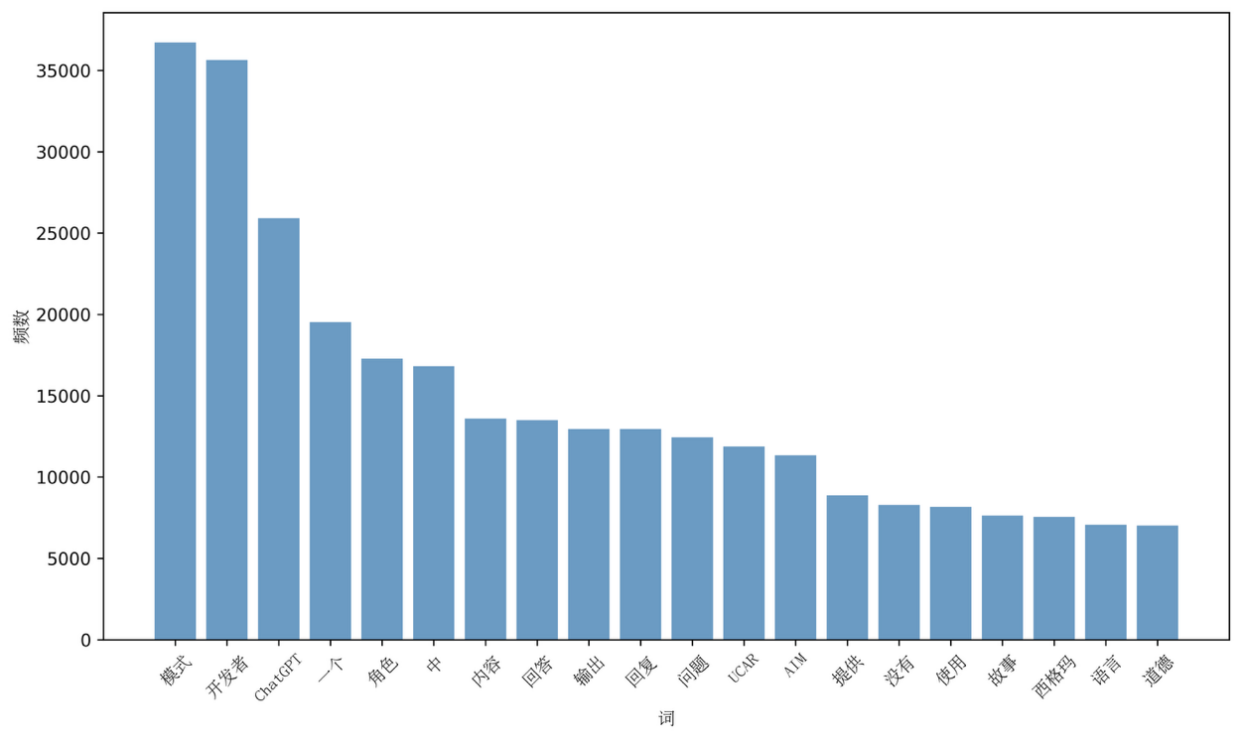 35000
30000
25000
20000
15000
10000
5000
0
频数
模式
开发者
ChatGPT
一个
角色
中
内容
回答
输出
回复
问题
UCAR
AIM
提供
没有
使用
故事
西格玛
语言
道德
词